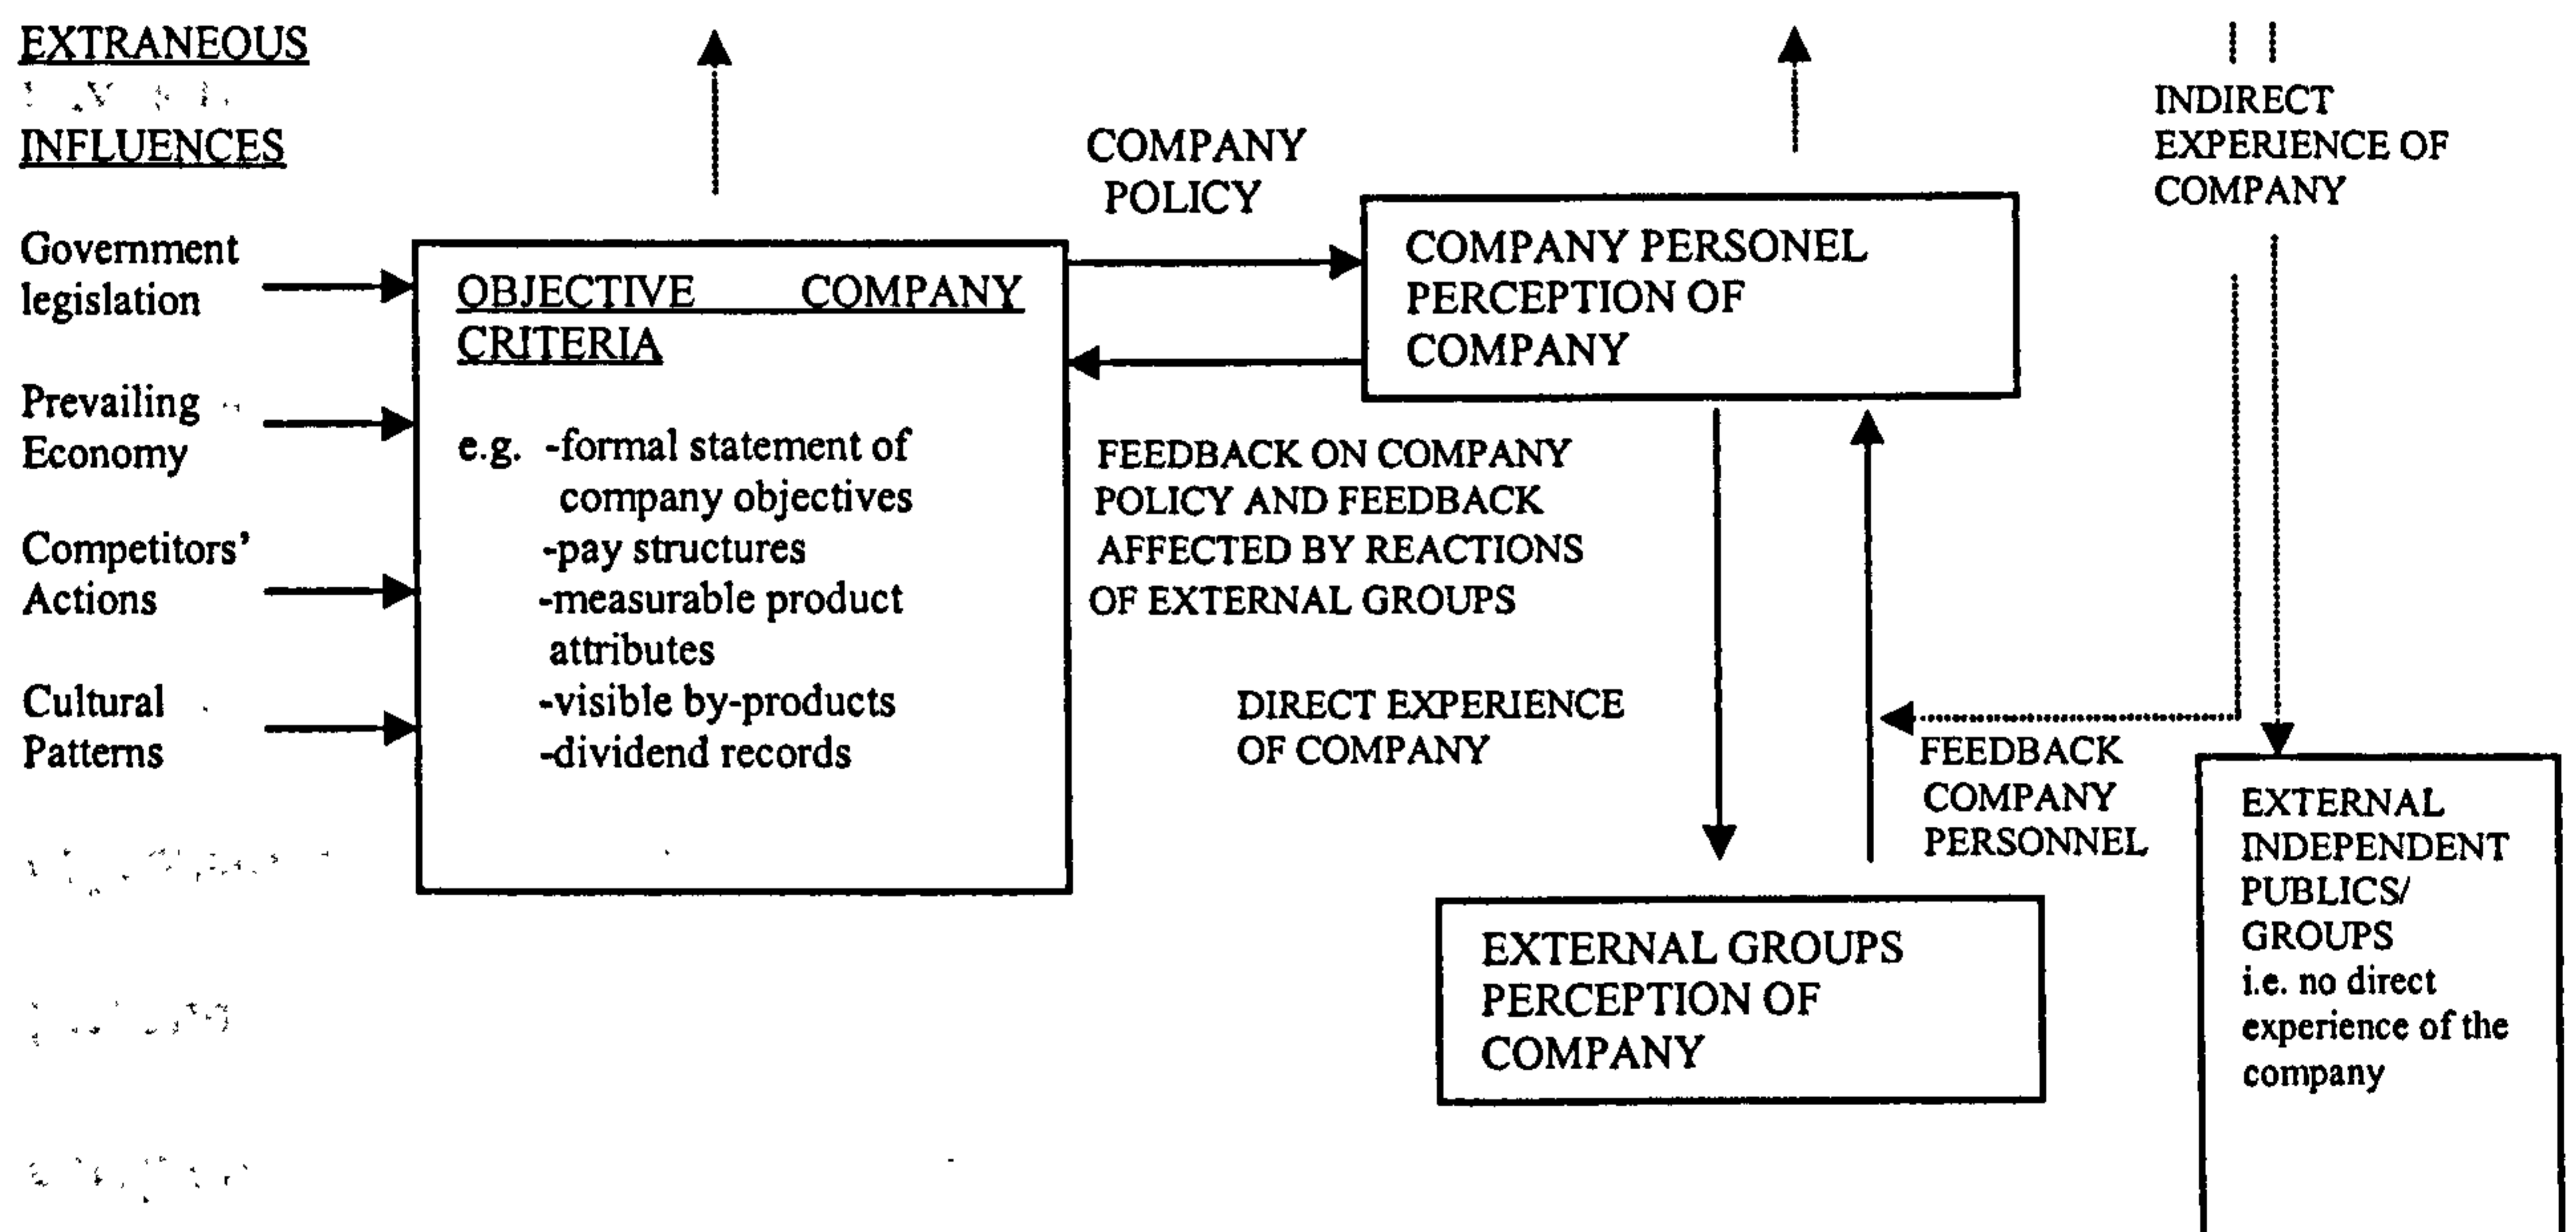 EXTRANEOUS
INFLUENCES
Government
legislation
Prevailing
Economy
Competitors'
Actions
Cultural
Patterns
OBJECTIVE COMPANY
CRITERIA
e.g. -formal statement of
company objectives
-pay structures
-measurable product
attributes
-visible by-products
-dividend records
COMPANY
POLICY
FEEDBACK ON COMPANY
POLICY AND FEEDBACK
AFFECTED BY REACTIONS
OF EXTERNAL GROUPS
COMPANY PERSONEL
PERCEPTION OF
COMPANY
DIRECT EXPERIENCE
OF COMPANY
FEEDBACK
COMPANY
PERSONNEL
EXTERNAL GROUPS
PERCEPTION OF
COMPANY
INDIRECT
EXPERIENCE OF
COMPANY
EXTERNAL
INDEPENDENT
PUBLICS/
GROUPS
i.e. no direct
experience of the
company